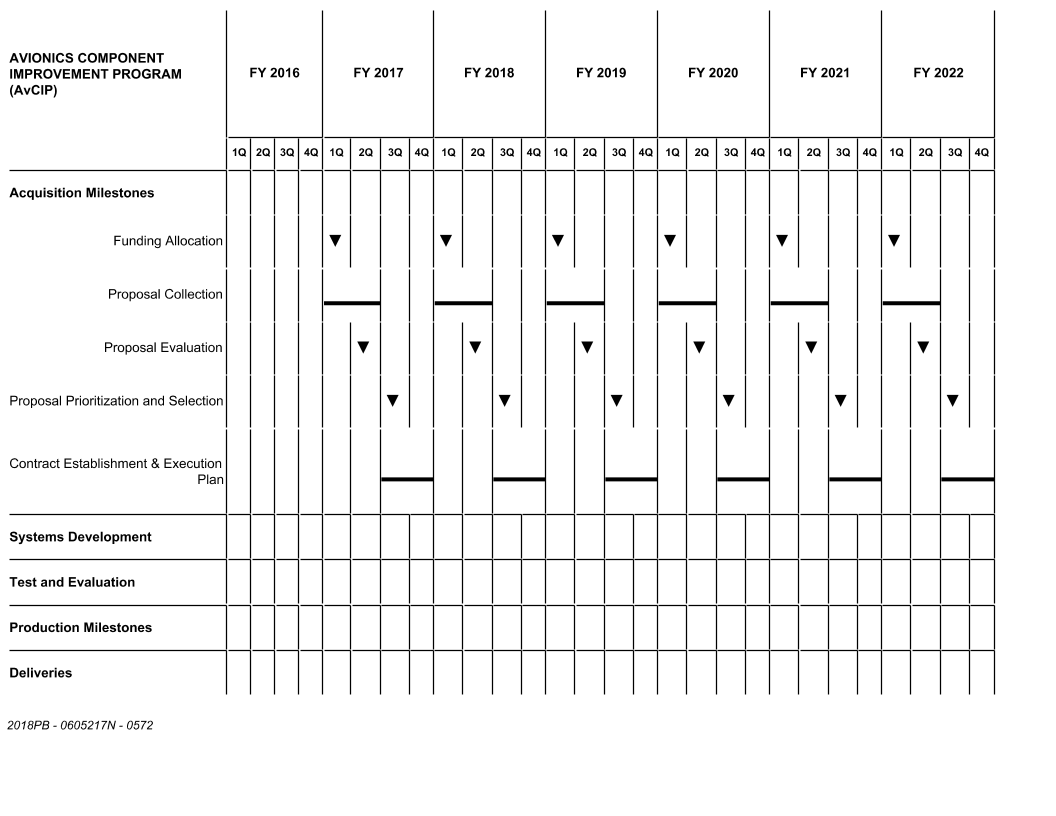 AVIONICS COMPONENT
IMPROVEMENT PROGRAM
(AvCIP)
FY 2016 FY 2017 FY 2018 FY 2019 FY 2020 FY 2021 FY 2022
1Q 2Q 3Q 4Q 1Q 2Q 3Q 4Q 1Q 2Q 3Q 4Q 1Q 2Q 3Q 4Q 1Q 2Q 3Q 4Q 1Q 2Q 3Q 4Q 1Q 2Q 3Q 4Q
Acquisition Milestones
Funding Allocation
Proposal Collection
Proposal Evaluation
Proposal Prioritization and Selection
Contract Establishment & Execution
Plan
Systems Development
Test and Evaluation
Production Milestones
Deliveries
2018PB - 0605217N - 0572